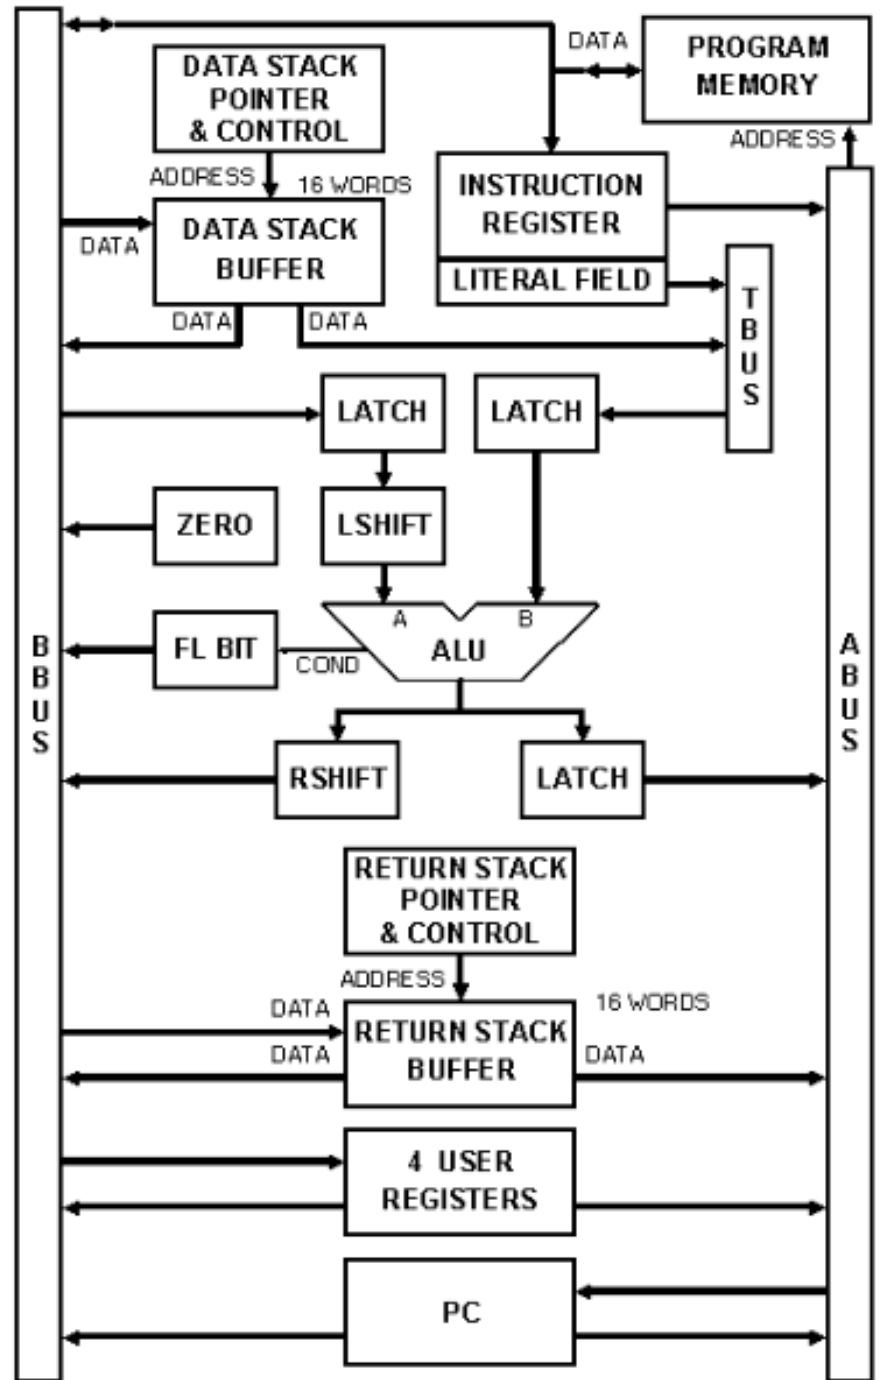 DATA
PROGRAM
MEMORY
DATA STACK
POINTER
& CONTROL
ADDRESS
ADDRESS
16 WORDS
INSTRUCTION
REGISTER
DATA STACK
BUFFER
DATA
LITERAL FIELD
DATA
DATA
T
B
U
S
LATCH
LATCH
ZERO
LSHIFT
A
B
ALU
FL BIT
COND
B
B
U
S
A
B
U
S
RSHIFT
LATCH
RETURN STACK
POINTER
& CONTROL
ADDRESS
16 WORDS
DATA
RETURN STACK
BUFFER
DATA
DATA
4 USER
REGISTERS
PC